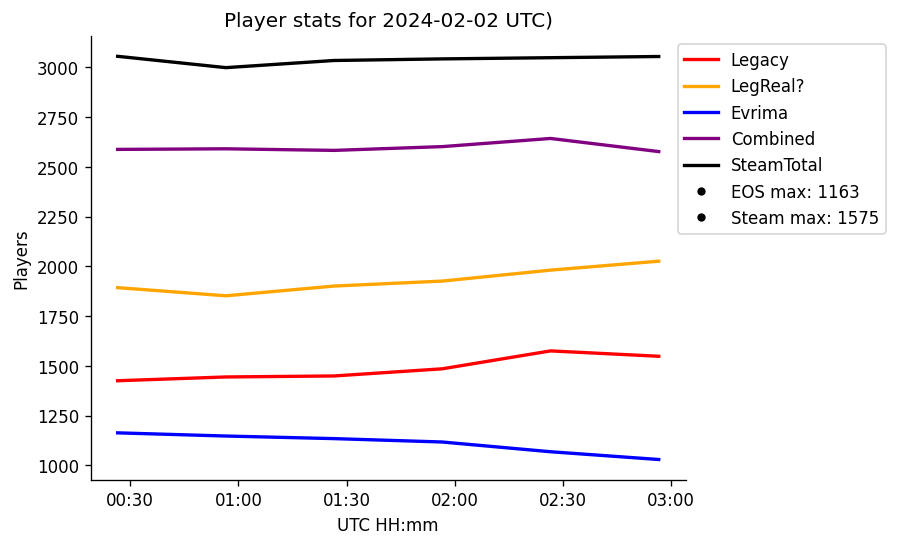 Player stats for 2024-02-02 UTC)
Players
3000
2750
2500
2250
2000
1750
1500
1250
1000
00:30 01:00 01:30 02:00 02:30 03:00
UTC HH:mm
Legacy
LegReal?
Evrima
Combined
SteamTotal
EOS max: 1163
Steam max: 1575